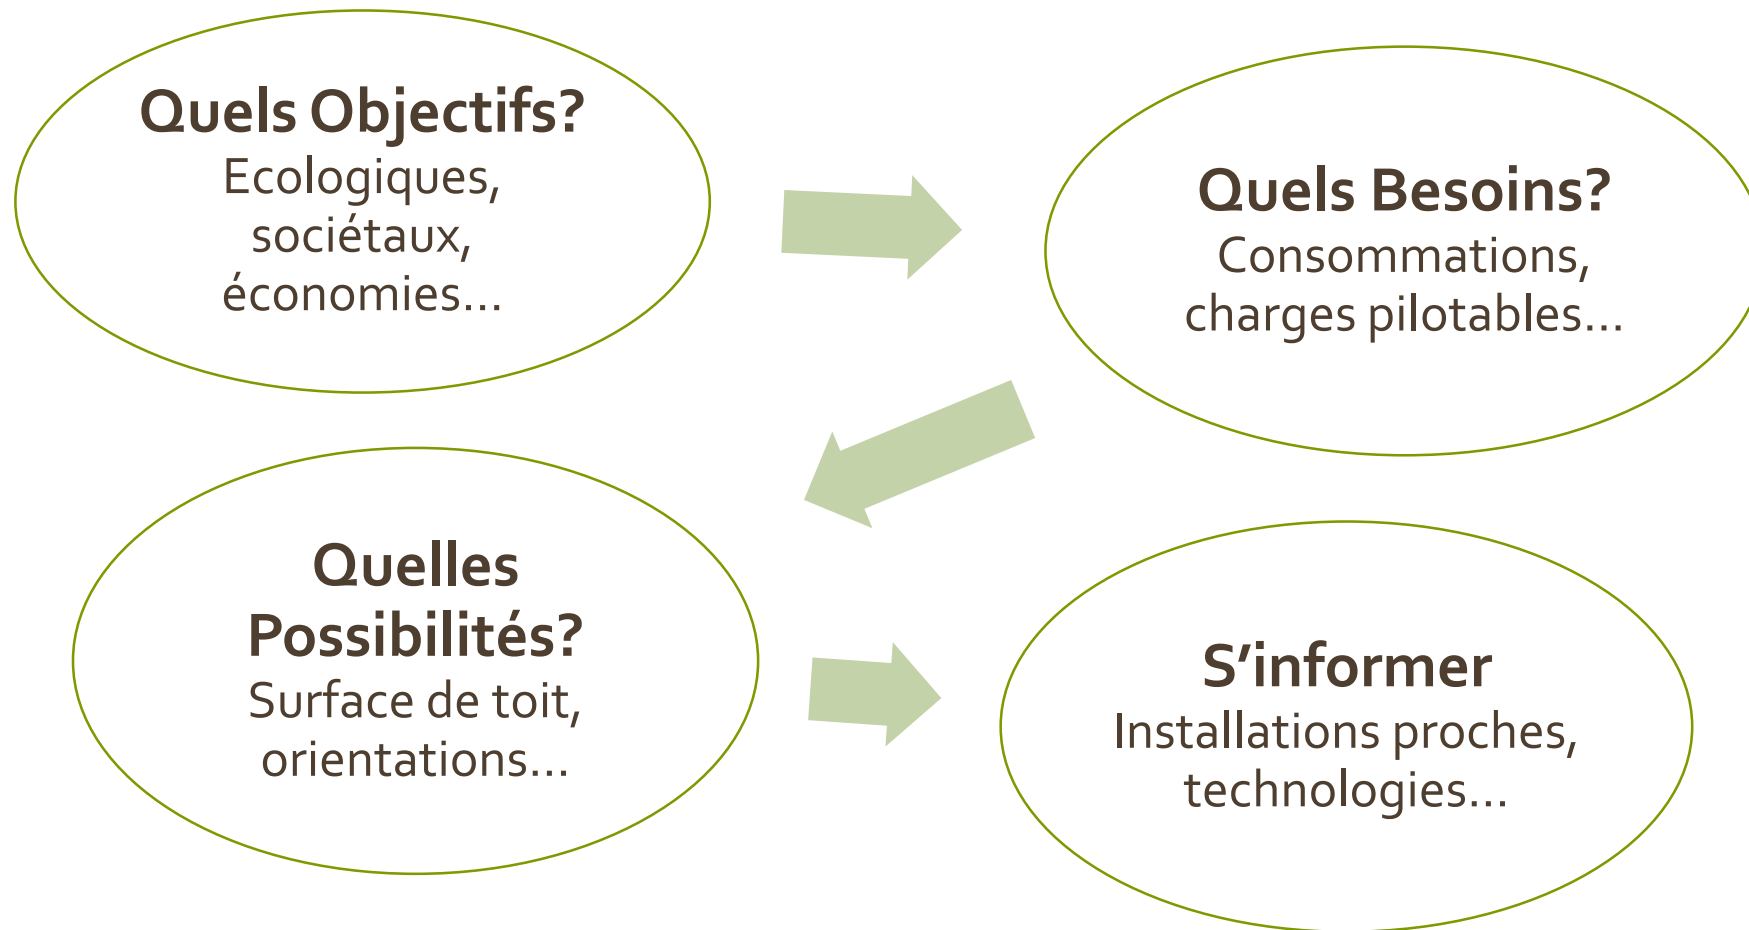 Quels Objectifs?
Ecologiques,
sociétaux,
économies...
Quels Besoins?
Consommations,
charges pilotables...
Quelles
Possibilités?
Surface de toit,
orientations...
S'informer
Installations proches,
technologies...